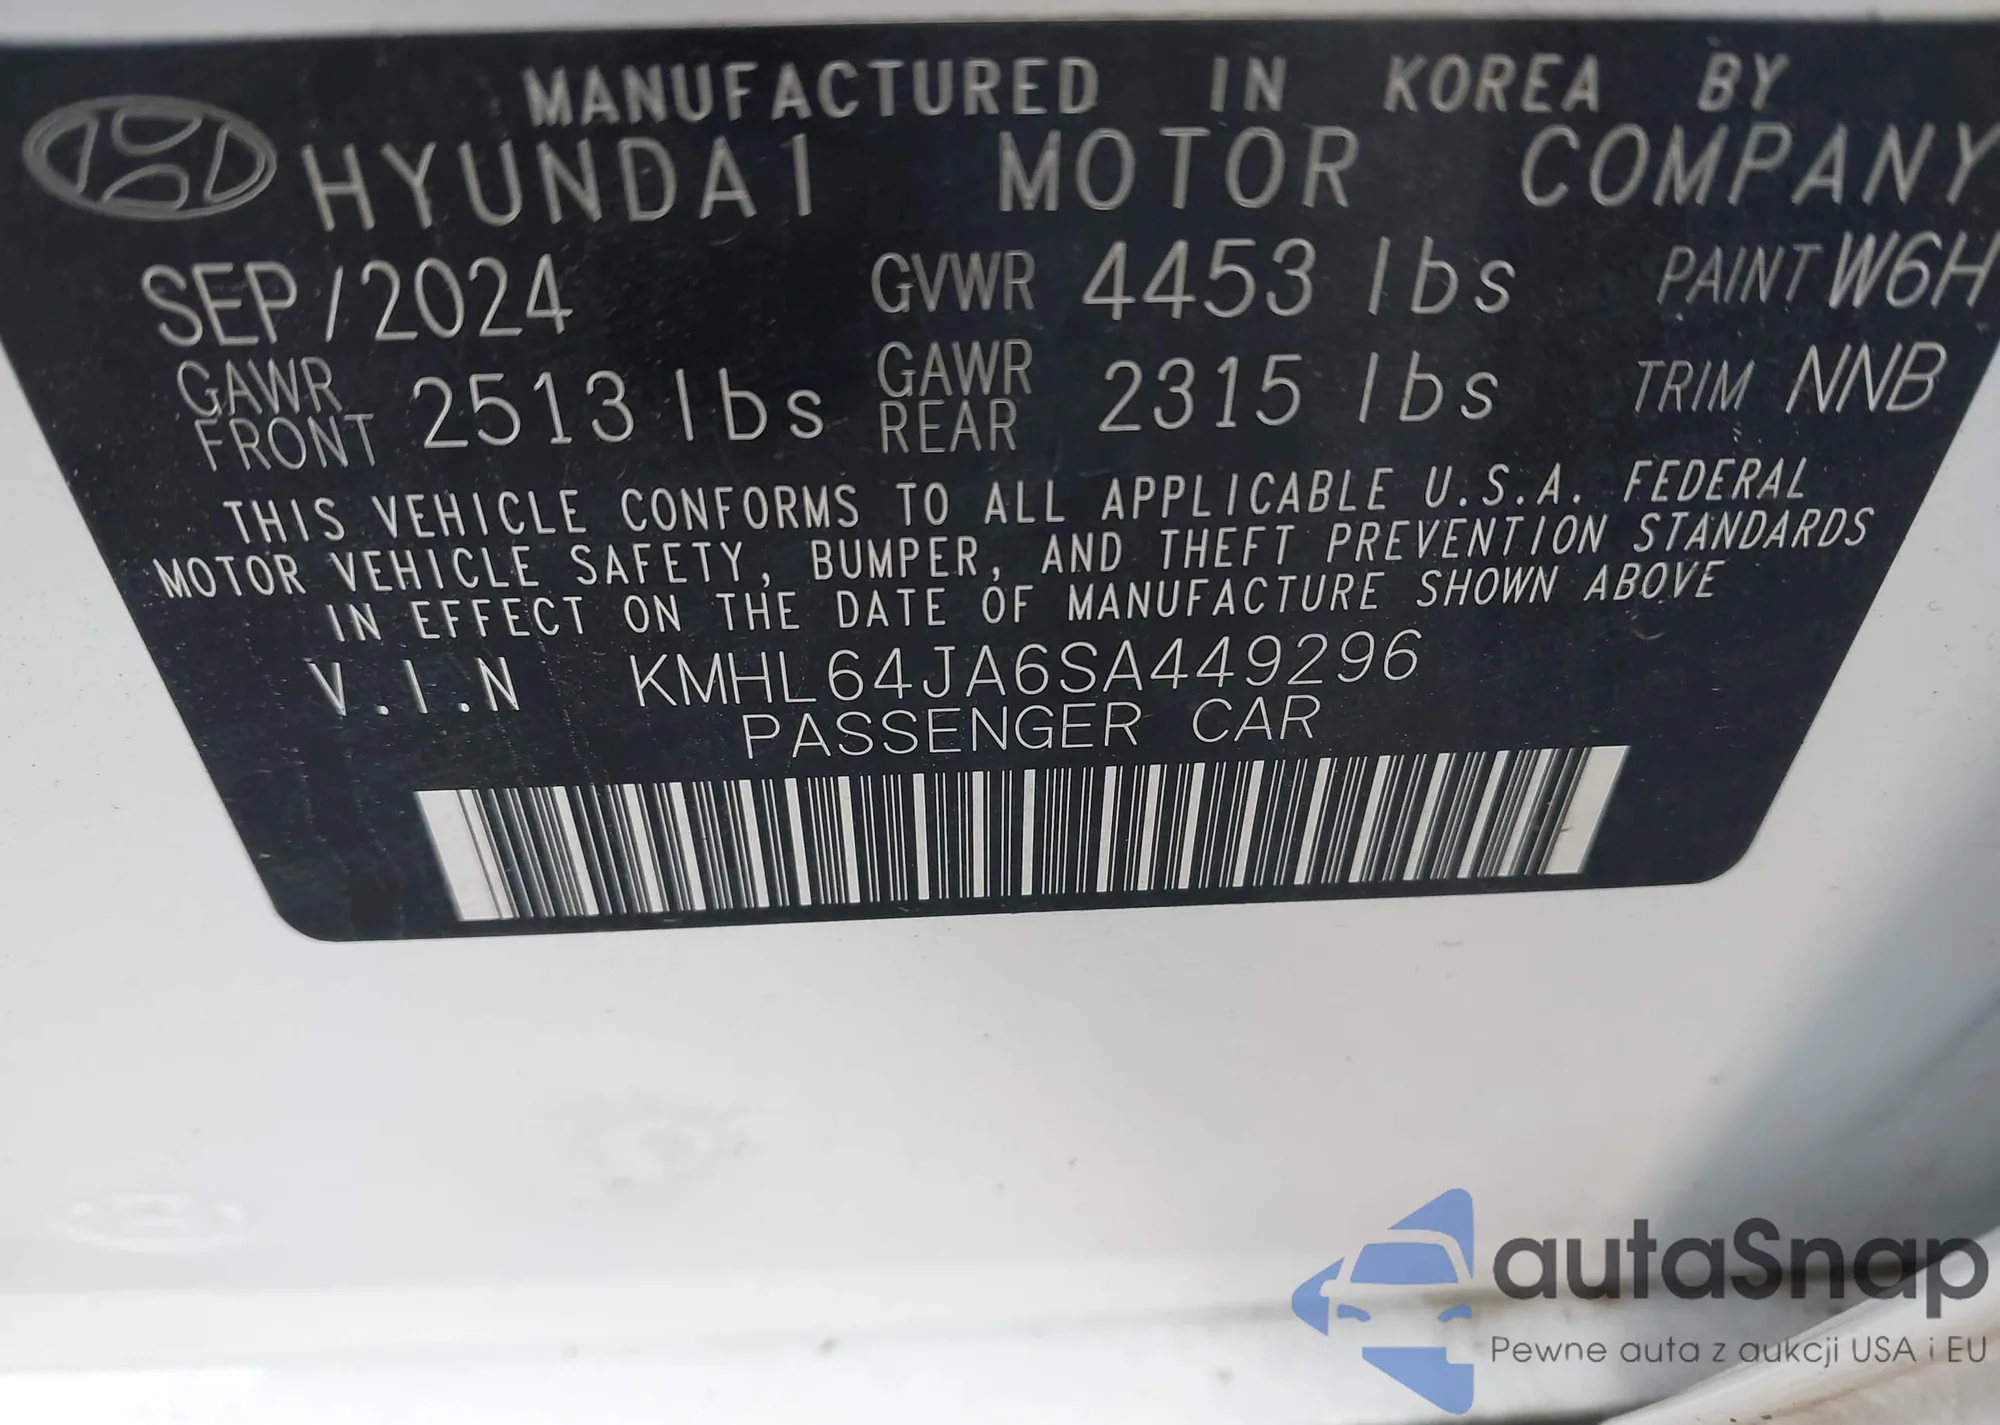 MANUFACTURED IN KOREA BY
HYUNDAI MOTOR COMPANY
SEP/2024 GVWR 4453 lbs PAINT W6H
GAWR FRONT 2513 lbs GAWR REAR 2315 lbs TRIM NNB
THIS VEHICLE CONFORMS TO ALL APPLICABLE U.S.A. FEDERAL
MOTOR VEHICLE SAFETY, BUMPER, AND THEFT PREVENTION STANDARDS
IN EFFECT ON THE DATE OF MANUFACTURE SHOWN ABOVE
V.I.N KMHL64JA6SA449296
PASSENGER CAR
autaSnap
Pewne auta z aukcji USA i EU